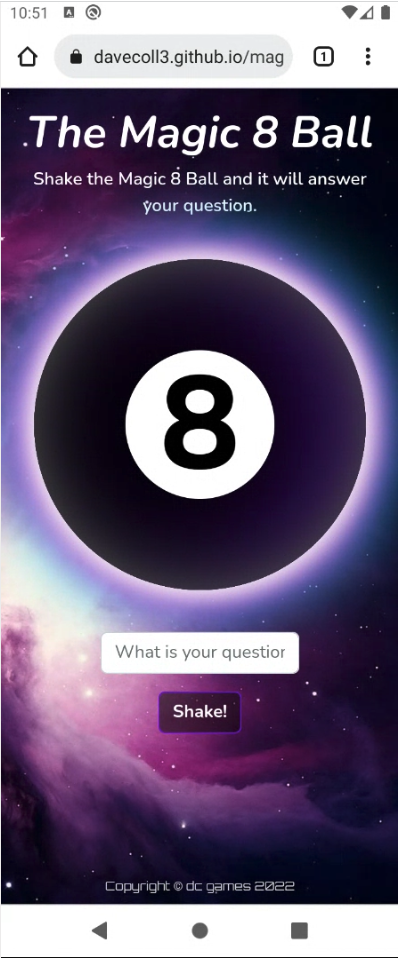 10:51
davecoll3.github.io/mag
1
The Magic 8 Ball
Shake the Magic 8 Ball and it will answer
your question.
8
What is your question
Shake!
Copyright © dc games 2022